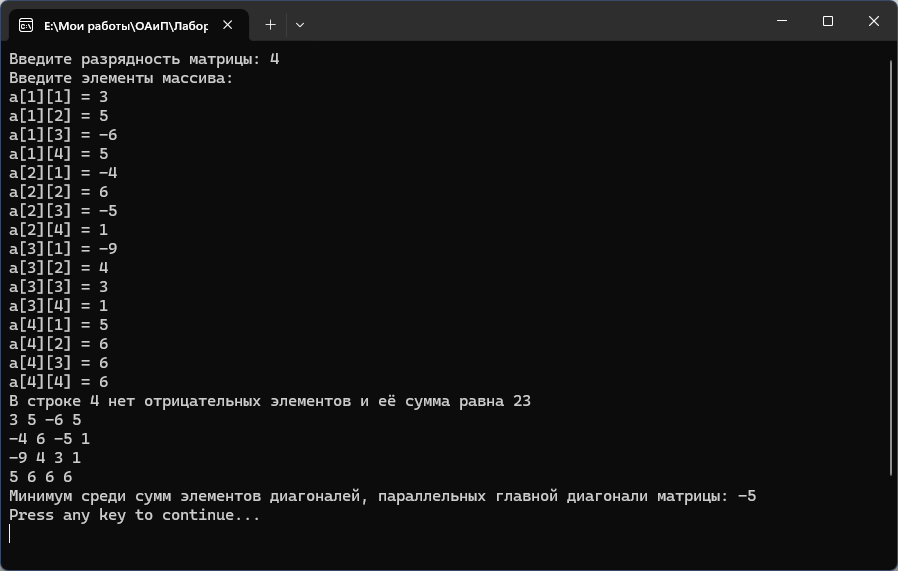 E:\Мои работы\ОАиП\Лабор
Введите разрядность матрицы: 4
Введите элементы массива:
a[1][1] = 3
a[1][2] = 5
a[1][3] = -6
a[1][4] = 5
a[2][1] = -4
a[2][2] = 6
a[2][3] = -5
a[2][4] = 1
a[3][1] = -9
a[3][2] = 4
a[3][3] = 3
a[3][4] = 1
a[4][1] = 5
a[4][2] = 6
a[4][3] = 6
a[4][4] = 6
В строке 4 нет отрицательных элементов и её сумма равна 23
3 5 -6 5
-4 6 -5 1
-9 4 3 1
5 6 6 6
Минимум среди сумм элементов диагоналей, параллельных главной диагонали матрицы: -5
Press any key to continue...